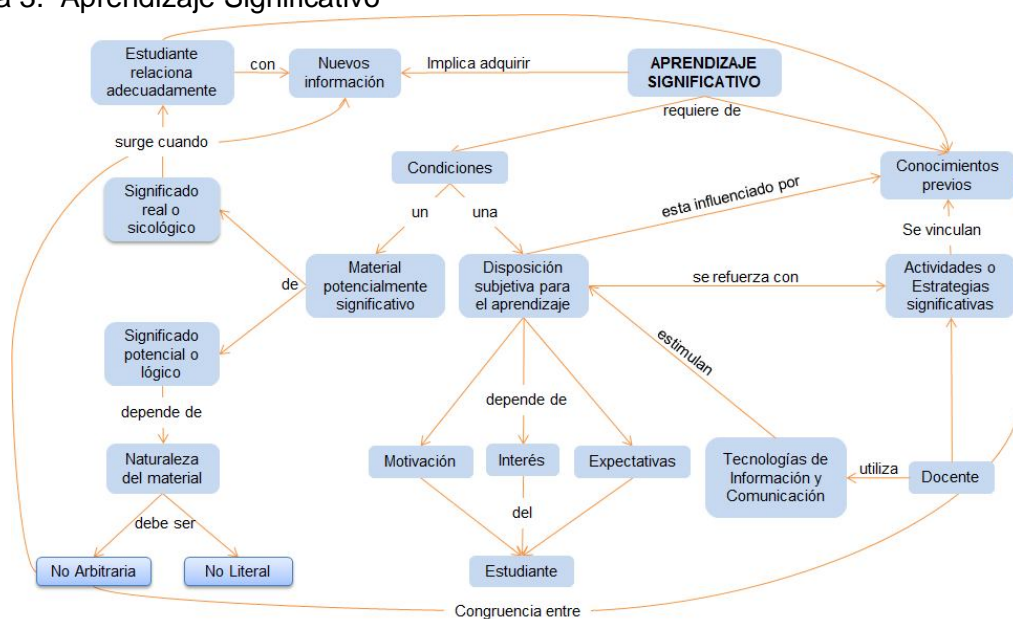 a 3. Aprendizaje Significativo
Estudiante
relaciona
adecuadamente
con
Nuevos
información
Implica adquirir
APRENDIZAJE
SIGNIFICATIVO
requiere de
surge cuando
Condiciones
Conocimientos
previos
Significado
real o
sicológico
un
una
esta influenciado por
Se vinculan
de
Material
potencialmente
significativo
Disposición
subjetiva para
el aprendizaje
se refuerza con
Actividades o
Estrategias
significativas
Significado
potencial o
lógico
estimulan
depende de
depende de
Naturaleza
del material
Motivación
Interés
Expectativas
Tecnologías de
Información y
Comunicación
utiliza
Docente
debe ser
del
No Arbitraria
No Literal
Estudiante
Congruencia entre